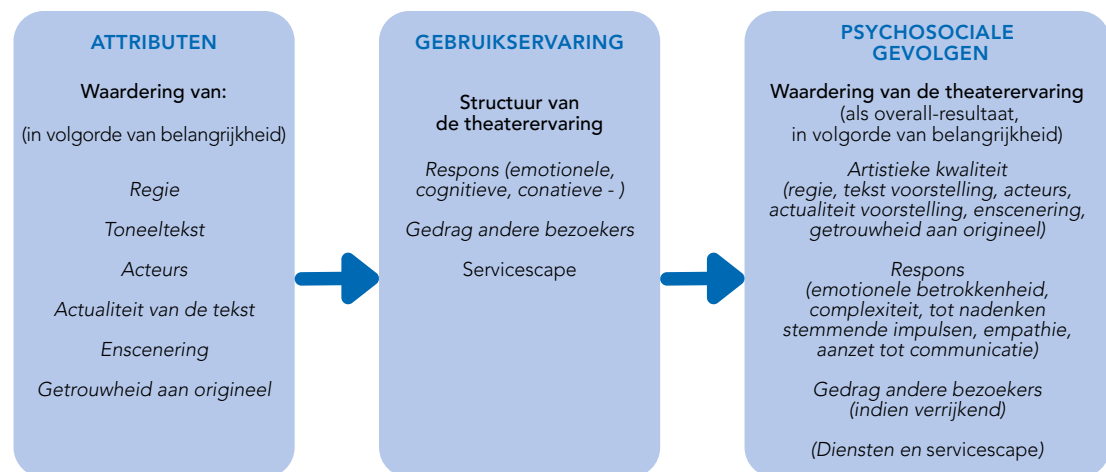 ATTRIBUTEN
Waardering van:
(in volgorde van belangrijkheid)
Regie
Toneeltekst
Acteurs
Actualiteit van de tekst
Enscenering
Getrouwheid aan origineel
GEBRUIKSERVARING
Structuur van
de theaterervaring
Respons (emotionele,
cognitieve, conatieve - )
Gedrag andere bezoekers
Servicescape
PSYCHOSOCIALE
GEVOLGEN
Waardering van de theaterervaring
(als overall-resultaat,
in volgorde van belangrijkheid)
Artistieke kwaliteit
(regie, tekst voorstelling, acteurs,
actualiteit voorstelling, enscenering,
getrouwheid aan origineel)
Respons
(emotionele betrokkenheid,
complexiteit, tot nadenken
stemmende impulsen, empathie,
aanzet tot communicatie)
Gedrag andere bezoekers
(indien verrijkend)
(Diensten en servicescape)